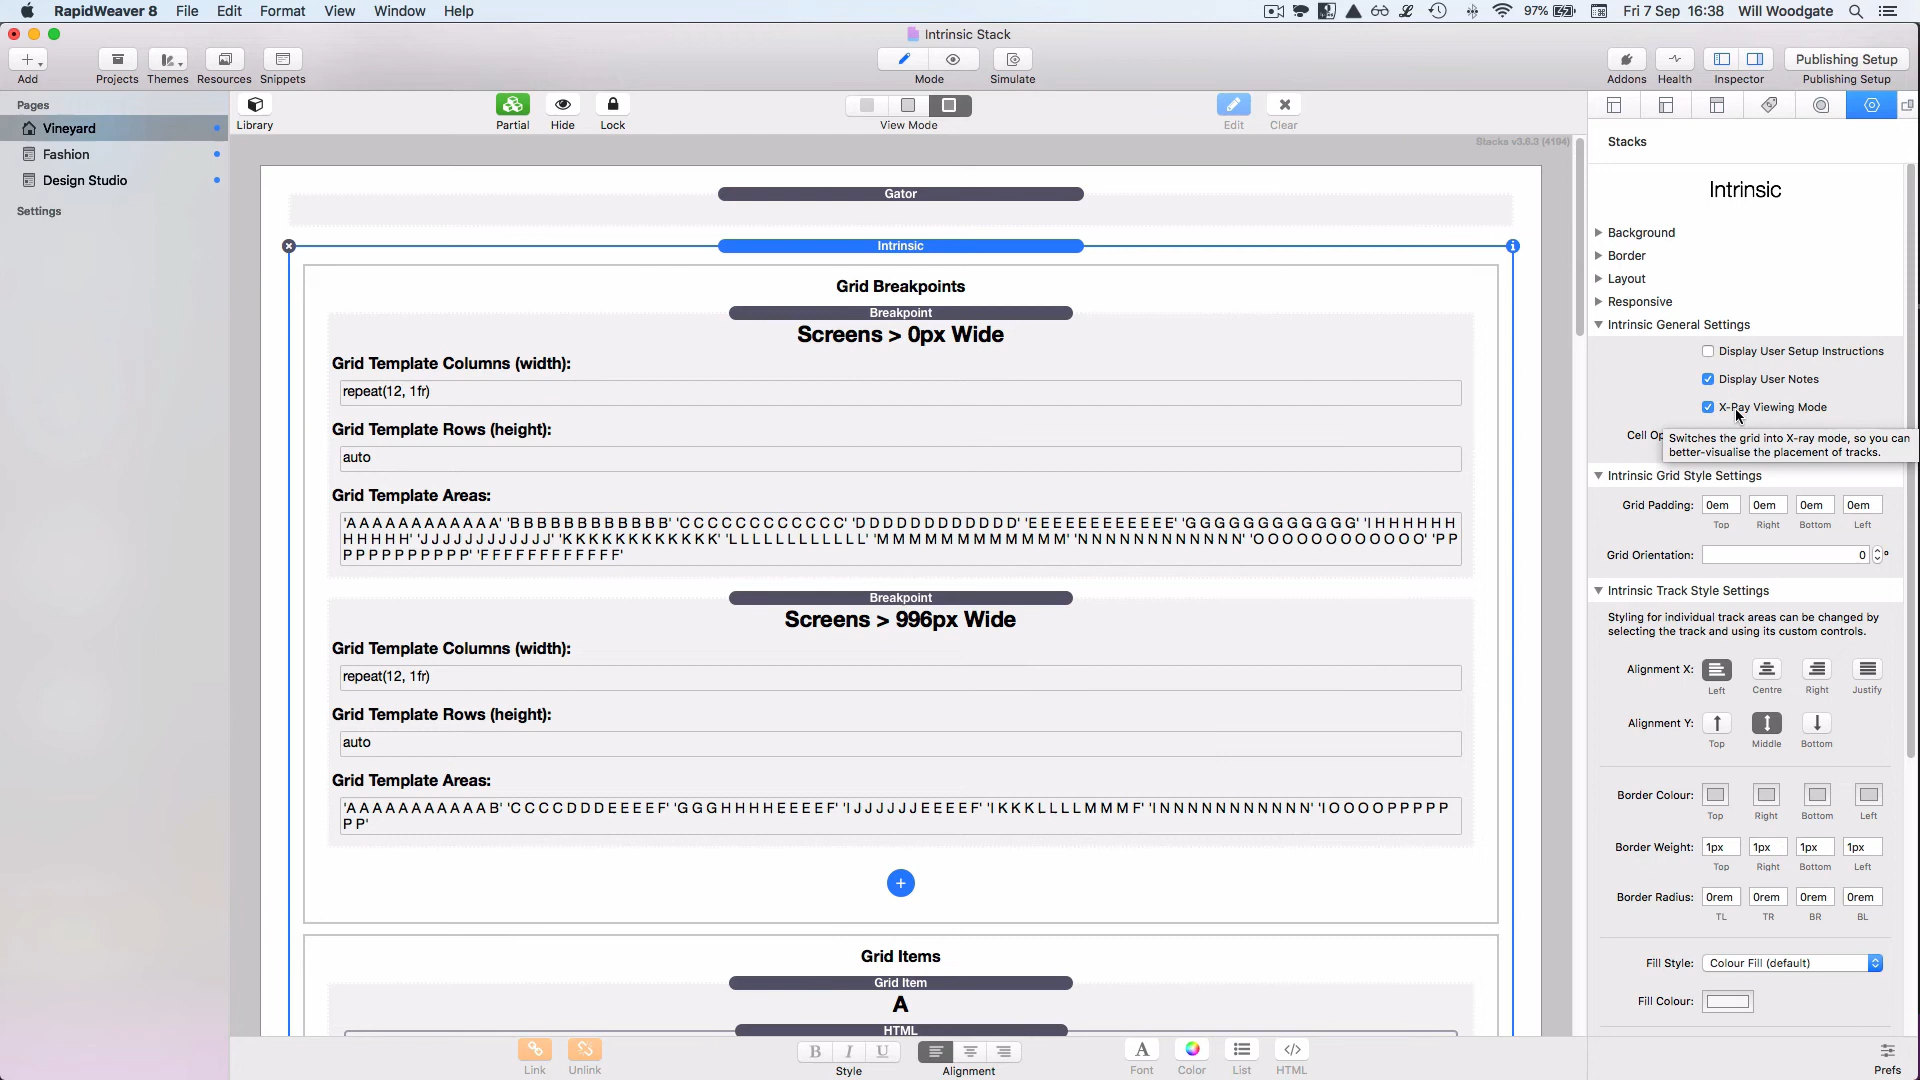 RapidWeaver 8 File Edit Format View Window Help
97% Fri 7 Sep 16:38 Will Woodgate
Intrinsic Stack
Add Projects Themes Resources Snippets Mode Simulate Addons Health Inspector Publishing Setup
Publishing Setup
Pages
Vineyard
Fashion
Design Studio
Settings
Library Partial Hide Lock View Mode Edit Clear
Stacks v3.6.3 (4194)
Gator
Intrinsic
Grid Breakpoints
Breakpoint
Screens > 0px Wide
Grid Template Columns (width):
repeat(12, 1fr)
Grid Template Rows (height):
auto
Grid Template Areas:
'A A A A A A A A A A A A' 'B B B B B B B B B B B B' 'C C C C C C C C C C C C' 'D D D D D D D D D D D D' 'E E E E E E E E E E E E' 'G G G G G G G G G G G G' 'I H H H H H H
H H H H H' 'J J J J J J J J J J J J' 'K K K K K K K K K K K K' 'L L L L L L L L L L L L' 'M M M M M M M M M M M M' 'N N N N N N N N N N N N' 'O O O O O O O O O O O O' 'P P
P P P P P P P P P P' 'F F F F F F F F F F F F'
Breakpoint
Screens > 996px Wide
Grid Template Columns (width):
repeat(12, 1fr)
Grid Template Rows (height):
auto
Grid Template Areas:
'A A A A A A A A A A A B' 'C C C C D D D E E E E F' 'G G G H H H H E E E E F' 'I J J J J J J E E E E F' 'I K K K L L L L M M M F' 'I N N N N N N N N N N N' 'I O O O O P P P P P
P P'
Grid Items
Grid Item
A
HTML
Link Unlink B I U Style Alignment Font Color List HTML
Stacks
Intrinsic
Background
Border
Layout
Responsive
Intrinsic General Settings
Display User Setup Instructions
Display User Notes
X-Ray Viewing Mode
Cell Op
Switches the grid into X-ray mode, so you can
better-visualise the placement of tracks.
Intrinsic Grid Style Settings
Grid Padding: 0em 0em 0em 0em
Top Right Bottom Left
Grid Orientation: 0 °
Intrinsic Track Style Settings
Styling for individual track areas can be changed by
selecting the track and using its custom controls.
Alignment X:
Left Centre Right Justify
Alignment Y:
Top Middle Bottom
Border Colour:
Top Right Bottom Left
Border Weight: 1px 1px 1px 1px
Top Right Bottom Left
Border Radius: 0rem 0rem 0rem 0rem
TL TR BR BL
Fill Style: Colour Fill (default)
Fill Colour:
Prefs